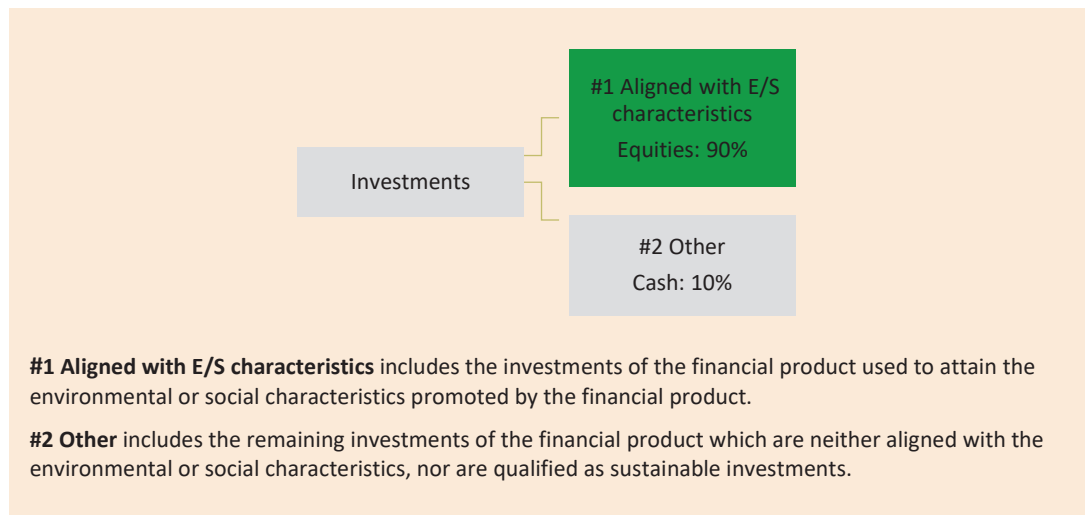 #1 Aligned with E/S
characteristics
Equities: 90%
Investments
#2 Other
Cash: 10%
#1 Aligned with E/S characteristics includes the investments of the financial product used to attain the
environmental or social characteristics promoted by the financial product.
#2 Other includes the remaining investments of the financial product which are neither aligned with the
environmental or social characteristics, nor are qualified as sustainable investments.